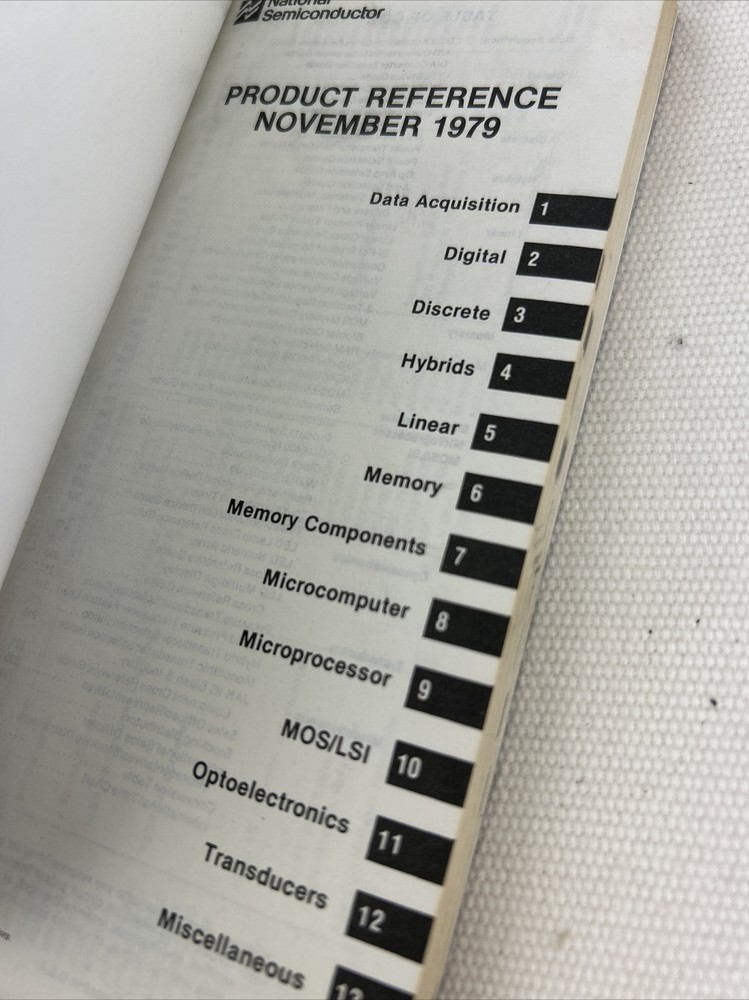 National
Semiconductor
PRODUCT REFERENCE
NOVEMBER 1979
Data Acquisition 1
Digital 2
Discrete 3
Hybrids 4
Linear 5
Memory 6
Memory Components 7
Microcomputer 8
Microprocessor 9
MOS/LSI 10
Optoelectronics 11
Transducers 12
Miscellaneous 13